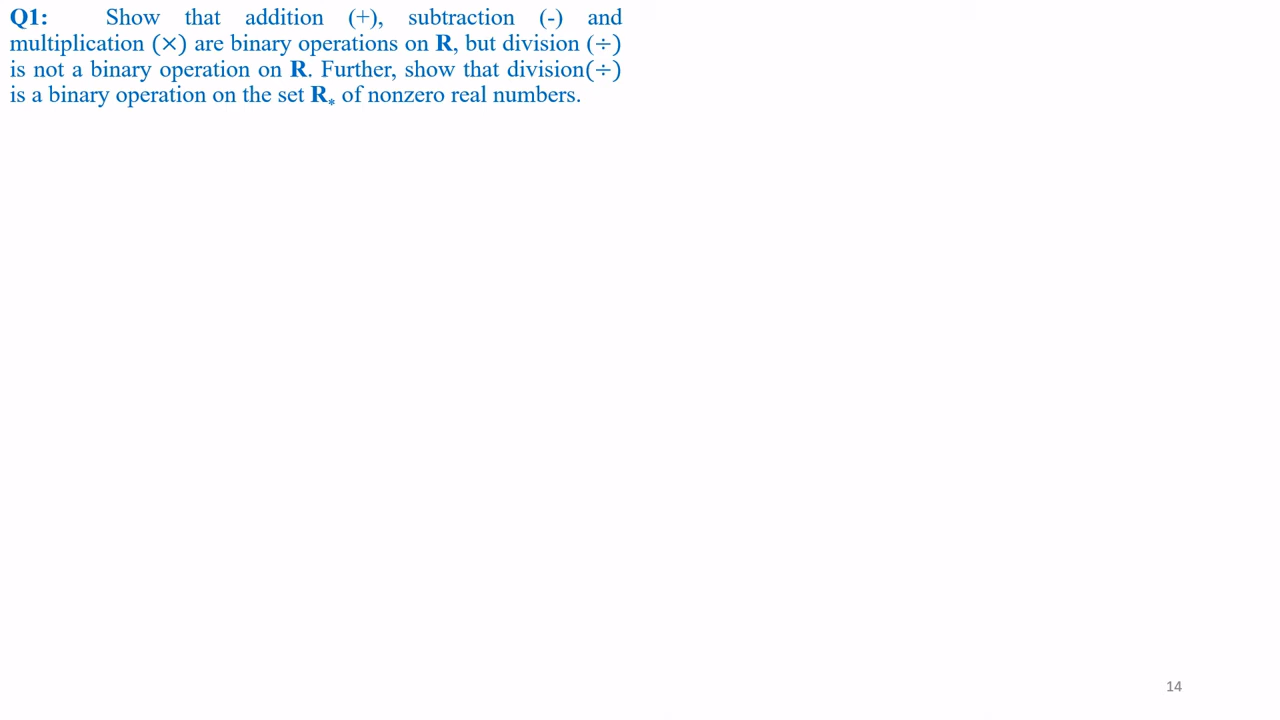 Q1: Show that addition (+), subtraction (-) and
multiplication (×) are binary operations on R, but division (÷)
is not a binary operation on R. Further, show that division(÷)
is a binary operation on the set R* of nonzero real numbers.
14